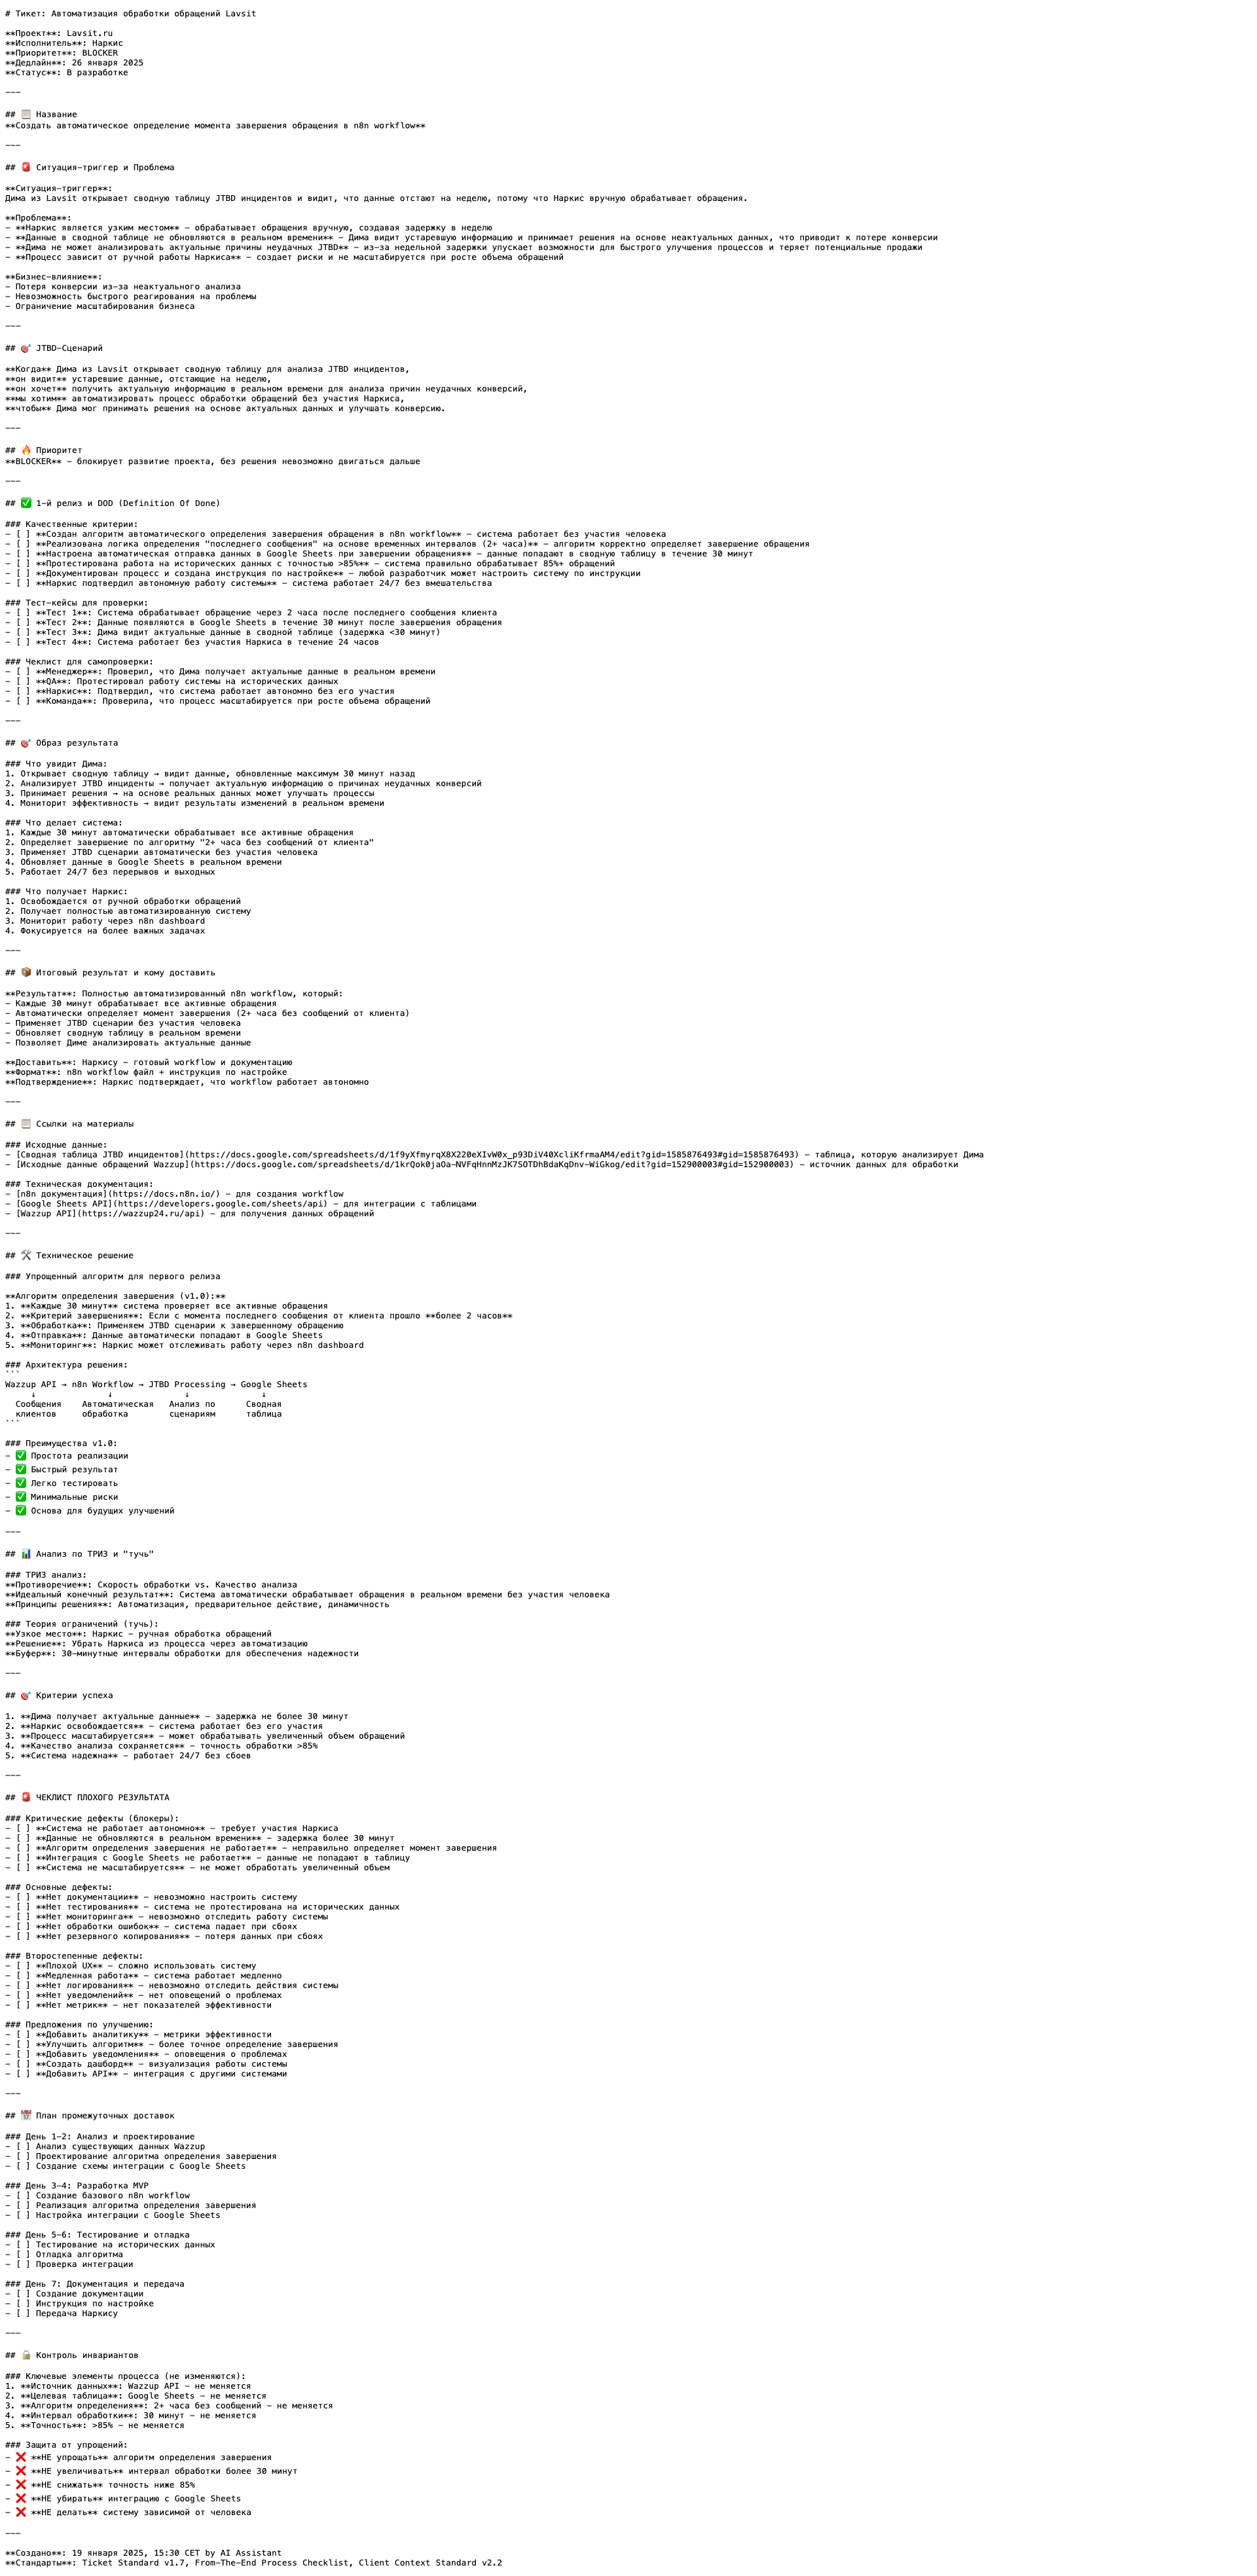 # Тикет: Автоматизация обработки обращений Lavsit

**Проект**: Lavsit.ru
**Исполнитель**: Наркис
**Приоритет**: BLOCKER
**Дедлайн**: 26 января 2025
**Статус**: В разработке

---

## 📋 Название
**Создать автоматическое определение момента завершения обращения в n8n workflow**

---

## 🚨 Ситуация-триггер и Проблема

**Ситуация-триггер**:
Дима из Lavsit открывает сводную таблицу JTBD инцидентов и видит, что данные отстают на неделю, потому что Наркис вручную обрабатывает обращения.

**Проблема**:
- **Наркис является узким местом** - обрабатывает обращения вручную, создавая задержку в неделю
- **Данные в сводной таблице не обновляются в реальном времени** - Дима видит устаревшую информацию и принимает решения на основе неактуальных данных, что приводит к потере конверсии
- **Дима не может анализировать актуальные причины неудачных JTBD** - из-за недельной задержки упускает возможности для быстрого улучшения процессов и теряет потенциальные продажи
- **Процесс зависит от ручной работы Наркиса** - создает риски и не масштабируется при росте объема обращений

**Бизнес-влияние**:
- Потеря конверсии из-за неактуального анализа
- Невозможность быстрого реагирования на проблемы
- Ограничение масштабирования бизнеса

---

## 🎯 JTBD-Сценарий

**Когда** Дима из Lavsit открывает сводную таблицу для анализа JTBD инцидентов,
**он видит** устаревшие данные, отстающие на неделю,
**он хочет** получить актуальную информацию в реальном времени для анализа причин неудачных конверсий,
**мы хотим** автоматизировать процесс обработки обращений без участия Наркиса,
**чтобы** Дима мог принимать решения на основе актуальных данных и улучшать конверсию.

---

## 🔥 Приоритет
**BLOCKER** - блокирует развитие проекта, без решения невозможно двигаться дальше

---

## ✅ 1-й релиз и DOD (Definition Of Done)

### Качественные критерии:
- [ ] **Создан алгоритм автоматического определения завершения обращения в n8n workflow** - система работает без участия человека
- [ ] **Реализована логика определения "последнего сообщения" на основе временных интервалов (2+ часа)** - алгоритм корректно определяет завершение обращения
- [ ] **Настроена автоматическая отправка данных в Google Sheets при завершении обращения** - данные попадают в сводную таблицу в течение 30 минут
- [ ] **Протестирована работа на исторических данных с точностью >85%** - система правильно обрабатывает 85%+ обращений
- [ ] **Документирован процесс и создана инструкция по настройке** - любой разработчик может настроить систему по инструкции
- [ ] **Наркис подтвердил автономную работу системы** - система работает 24/7 без вмешательства

### Тест-кейсы для проверки:
- [ ] **Тест 1**: Система обрабатывает обращение через 2 часа после последнего сообщения клиента
- [ ] **Тест 2**: Данные появляются в Google Sheets в течение 30 минут после завершения обращения
- [ ] **Тест 3**: Дима видит актуальные данные в сводной таблице (задержка <30 минут)
- [ ] **Тест 4**: Система работает без участия Наркиса в течение 24 часов

### Чеклист для самопроверки:
- [ ] **Менеджер**: Проверил, что Дима получает актуальные данные в реальном времени
- [ ] **QA**: Протестировал работу системы на исторических данных
- [ ] **Наркис**: Подтвердил, что система работает автономно без его участия
- [ ] **Команда**: Проверила, что процесс масштабируется при росте объема обращений

---

## 🎯 Образ результата

### Что увидит Дима:
1. Открывает сводную таблицу → видит данные, обновленные максимум 30 минут назад
2. Анализирует JTBD инциденты → получает актуальную информацию о причинах неудачных конверсий
3. Принимает решения → на основе реальных данных может улучшать процессы
4. Мониторит эффективность → видит результаты изменений в реальном времени

### Что делает система:
1. Каждые 30 минут автоматически обрабатывает все активные обращения
2. Определяет завершение по алгоритму "2+ часа без сообщений от клиента"
3. Применяет JTBD сценарии автоматически без участия человека
4. Обновляет данные в Google Sheets в реальном времени
5. Работает 24/7 без перерывов и выходных

### Что получает Наркис:
1. Освобождается от ручной обработки обращений
2. Получает полностью автоматизированную систему
3. Мониторит работу через n8n dashboard
4. Фокусируется на более важных задачах

---

## 📦 Итоговый результат и кому доставить

**Результат**: Полностью автоматизированный n8n workflow, который:
- Каждые 30 минут обрабатывает все активные обращения
- Автоматически определяет момент завершения (2+ часа без сообщений от клиента)
- Применяет JTBD сценарии без участия человека
- Обновляет сводную таблицу в реальном времени
- Позволяет Диме анализировать актуальные данные

**Доставить**: Наркису - готовый workflow и документацию
**Формат**: n8n workflow файл + инструкция по настройке
**Подтверждение**: Наркис подтверждает, что workflow работает автономно

---

## 📋 Ссылки на материалы

### Исходные данные:
- [Сводная таблица JTBD инцидентов](https://docs.google.com/spreadsheets/d/1f9yXfmyrqX8X220eXIvW0x_p93DiV40XcliKfrmaAM4/edit?gid=1585876493#gid=1585876493) - таблица, которую анализирует Дима
- [Исходные данные обращений Wazzup](https://docs.google.com/spreadsheets/d/1krQok0jaOa-NVFqHnnMzJK7SOTDhBdaKqDnv-WiGkog/edit?gid=152900003#gid=152900003) - источник данных для обработки

### Техническая документация:
- [n8n документация](https://docs.n8n.io/) - для создания workflow
- [Google Sheets API](https://developers.google.com/sheets/api) - для интеграции с таблицами
- [Wazzup API](https://wazzup24.ru/api) - для получения данных обращений

---

## 🛠️ Техническое решение

### Упрощенный алгоритм для первого релиза

**Алгоритм определения завершения (v1.0):**
1. **Каждые 30 минут** система проверяет все активные обращения
2. **Критерий завершения**: Если с момента последнего сообщения от клиента прошло **более 2 часов**
3. **Обработка**: Применяем JTBD сценарии к завершенному обращению
4. **Отправка**: Данные автоматически попадают в Google Sheets
5. **Мониторинг**: Наркис может отслеживать работу через n8n dashboard

### Архитектура решения:
```
Wazzup API → n8n Workflow → JTBD Processing → Google Sheets
↓ ↓ ↓ ↓
Сообщения Автоматическая Анализ по Сводная
клиентов обработка сценариям таблица
```

### Преимущества v1.0:
- ✅ Простота реализации
- ✅ Быстрый результат
- ✅ Легко тестировать
- ✅ Минимальные риски
- ✅ Основа для будущих улучшений

---

## 📊 Анализ по ТРИЗ и "тучь"

### ТРИЗ анализ:
**Противоречие**: Скорость обработки vs. Качество анализа
**Идеальный конечный результат**: Система автоматически обрабатывает обращения в реальном времени без участия человека
**Принципы решения**: Автоматизация, предварительное действие, динамичность

### Теория ограничений (тучь):
**Узкое место**: Наркис - ручная обработка обращений
**Решение**: Убрать Наркиса из процесса через автоматизацию
**Буфер**: 30-минутные интервалы обработки для обеспечения надежности

---

## 🎯 Критерии успеха

1. **Дима получает актуальные данные** - задержка не более 30 минут
2. **Наркис освобождается** - система работает без его участия
3. **Процесс масштабируется** - может обрабатывать увеличенный объем обращений
4. **Качество анализа сохраняется** - точность обработки >85%
5. **Система надежна** - работает 24/7 без сбоев

---

## 🚨 ЧЕКЛИСТ ПЛОХОГО РЕЗУЛЬТАТА

### Критические дефекты (блокеры):
- [ ] **Система не работает автономно** - требует участия Наркиса
- [ ] **Данные не обновляются в реальном времени** - задержка более 30 минут
- [ ] **Алгоритм определения завершения не работает** - неправильно определяет момент завершения
- [ ] **Интеграция с Google Sheets не работает** - данные не попадают в таблицу
- [ ] **Система не масштабируется** - не может обработать увеличенный объем

### Основные дефекты:
- [ ] **Нет документации** - невозможно настроить систему
- [ ] **Нет тестирования** - система не протестирована на исторических данных
- [ ] **Нет мониторинга** - невозможно отследить работу системы
- [ ] **Нет обработки ошибок** - система падает при сбоях
- [ ] **Нет резервного копирования** - потеря данных при сбоях

### Второстепенные дефекты:
- [ ] **Плохой UX** - сложно использовать систему
- [ ] **Медленная работа** - система работает медленно
- [ ] **Нет логирования** - невозможно отследить действия системы
- [ ] **Нет уведомлений** - нет оповещений о проблемах
- [ ] **Нет метрик** - нет показателей эффективности

### Предложения по улучшению:
- [ ] **Добавить аналитику** - метрики эффективности
- [ ] **Улучшить алгоритм** - более точное определение завершения
- [ ] **Добавить уведомления** - оповещения о проблемах
- [ ] **Создать дашборд** - визуализация работы системы
- [ ] **Добавить API** - интеграция с другими системами

---

## 📅 План промежуточных доставок

### День 1-2: Анализ и проектирование
- [ ] Анализ существующих данных Wazzup
- [ ] Проектирование алгоритма определения завершения
- [ ] Создание схемы интеграции с Google Sheets

### День 3-4: Разработка MVP
- [ ] Создание базового n8n workflow
- [ ] Реализация алгоритма определения завершения
- [ ] Настройка интеграции с Google Sheets

### День 5-6: Тестирование и отладка
- [ ] Тестирование на исторических данных
- [ ] Отладка алгоритма
- [ ] Проверка интеграции

### День 7: Документация и передача
- [ ] Создание документации
- [ ] Инструкция по настройке
- [ ] Передача Наркису

---

## 🔒 Контроль инвариантов

### Ключевые элементы процесса (не изменяются):
1. **Источник данных**: Wazzup API - не меняется
2. **Целевая таблица**: Google Sheets - не меняется
3. **Алгоритм определения**: 2+ часа без сообщений - не меняется
4. **Интервал обработки**: 30 минут - не меняется
5. **Точность**: >85% - не меняется

### Защита от упрощений:
- ❌ **НЕ упрощать** алгоритм определения завершения
- ❌ **НЕ увеличивать** интервал обработки более 30 минут
- ❌ **НЕ снижать** точность ниже 85%
- ❌ **НЕ убирать** интеграцию с Google Sheets
- ❌ **НЕ делать** систему зависимой от человека

---

**Создано**: 19 января 2025, 15:30 CET by AI Assistant
**Стандарты**: Ticket Standard v1.7, From-The-End Process Checklist, Client Context Standard v2.2